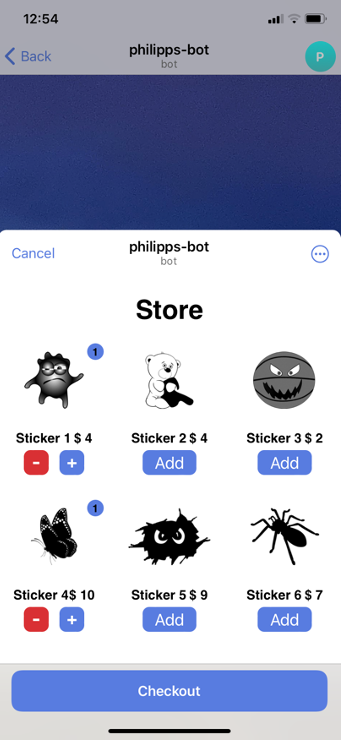 12:54
Back
philipps-bot
bot
P
Cancel
philipps-bot
bot
Store
1
Sticker 1 $ 4
Sticker 2 $ 4
Sticker 3 $ 2
-
+
Add
Add
1
Sticker 4$ 10
Sticker 5 $ 9
Sticker 6 $ 7
-
+
Add
Add
Checkout